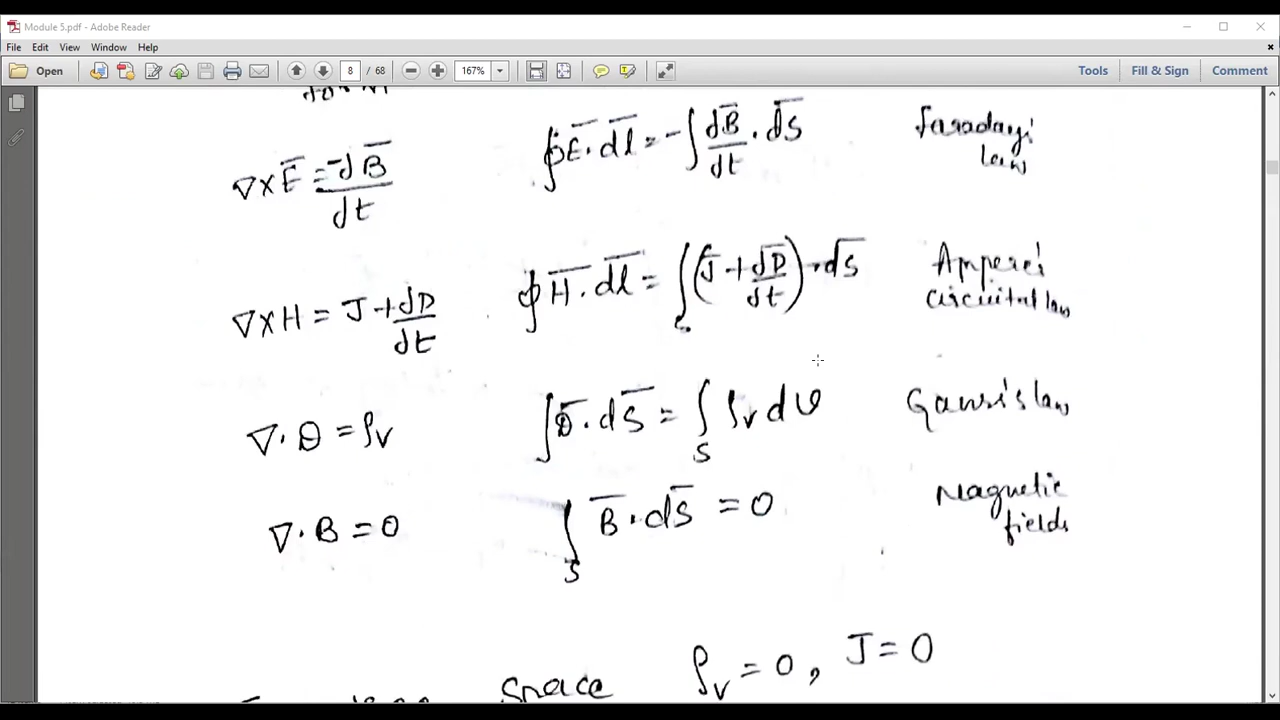 Module 5.pdf - Adobe Reader
File Edit View Window Help
Open 8 / 68 167% Tools Fill & Sign Comment
∇×E̅ = -dB̅/dt ∮E̅.dl̅ = -∫dB̅/dt.dS̅ Faraday's law
∇×H = J+dD/dt ∮H̅.dl̅ = ∫(J̅+dD̅/dt).dS̅ Ampere's circuital law
∇.D = ρv ∫D̅.dS̅ = ∫S ρv dv Gauss's law
∇.B = 0 ∫S B̅.dS̅ = 0 Magnetic fields
space ρv = 0, J = 0